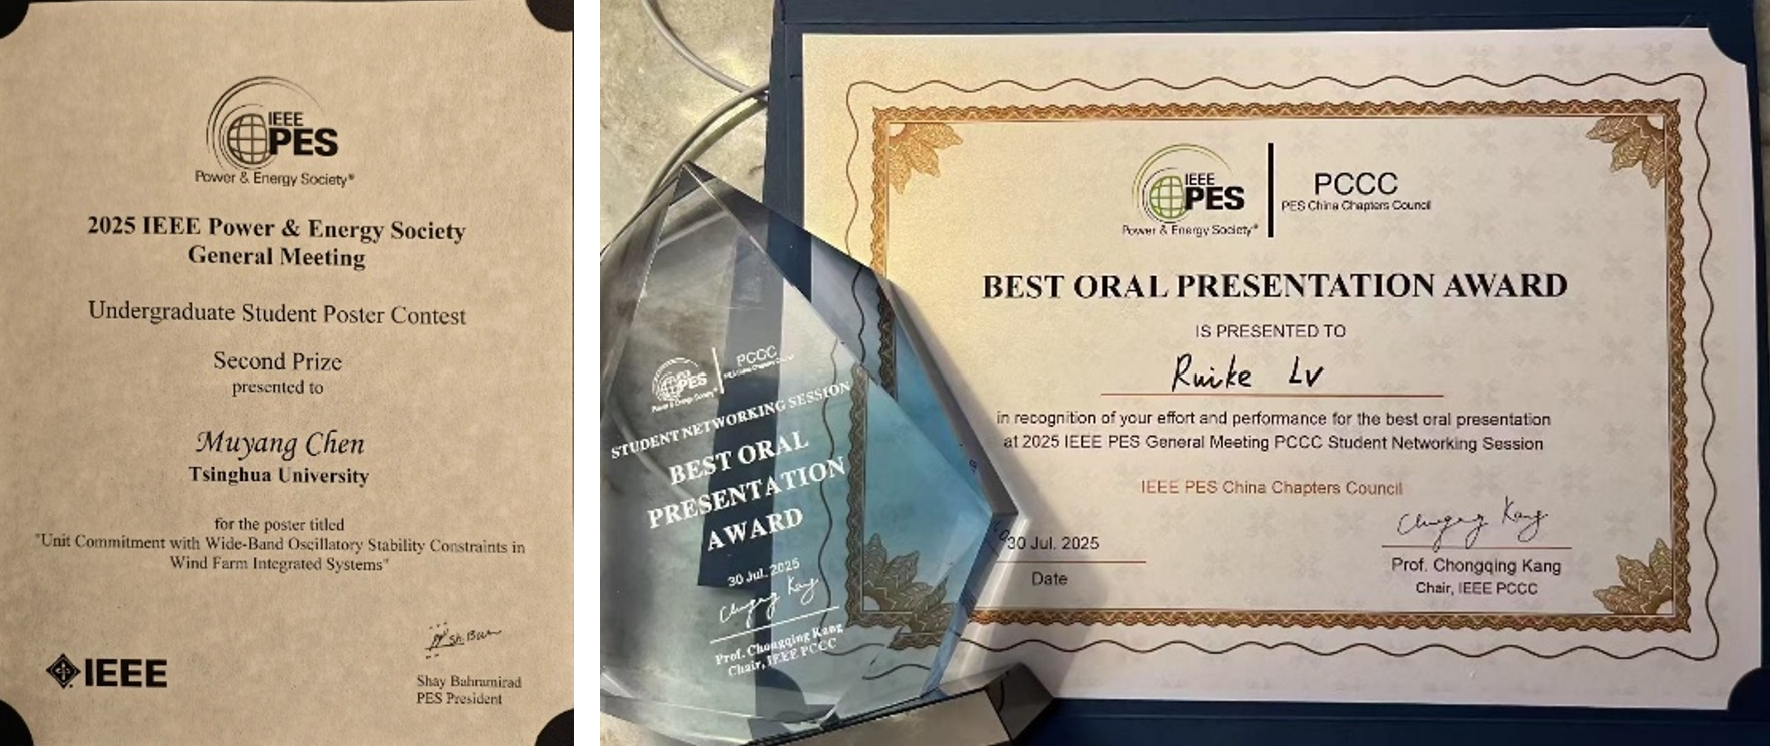 IEEE
PES
Power & Energy Society®
2025 IEEE Power & Energy Society
General Meeting
Undergraduate Student Poster Contest
Second Prize
presented to
Muyang Chen
Tsinghua University
for the poster titled
"Unit Commitment with Wide-Band Oscillatory Stability Constraints in
Wind Farm Integrated Systems"
IEEE
Shay Bahramirad
PES President
PES
PCCC
STUDENT NETWORKING SESSION
BEST ORAL
PRESENTATION
AWARD
30 Jul. 2025
Chongqing Kang
Prof. Chongqing Kang
Chair, IEEE PCCC
IEEE
PES
Power & Energy Society®
PCCC
PES China Chapters Council
BEST ORAL PRESENTATION AWARD
IS PRESENTED TO
Ruike Lv
in recognition of your effort and performance for the best oral presentation
at 2025 IEEE PES General Meeting PCCC Student Networking Session
IEEE PES China Chapters Council
Chongqing Kang
30 Jul. 2025
Date
Prof. Chongqing Kang
Chair, IEEE PCCC